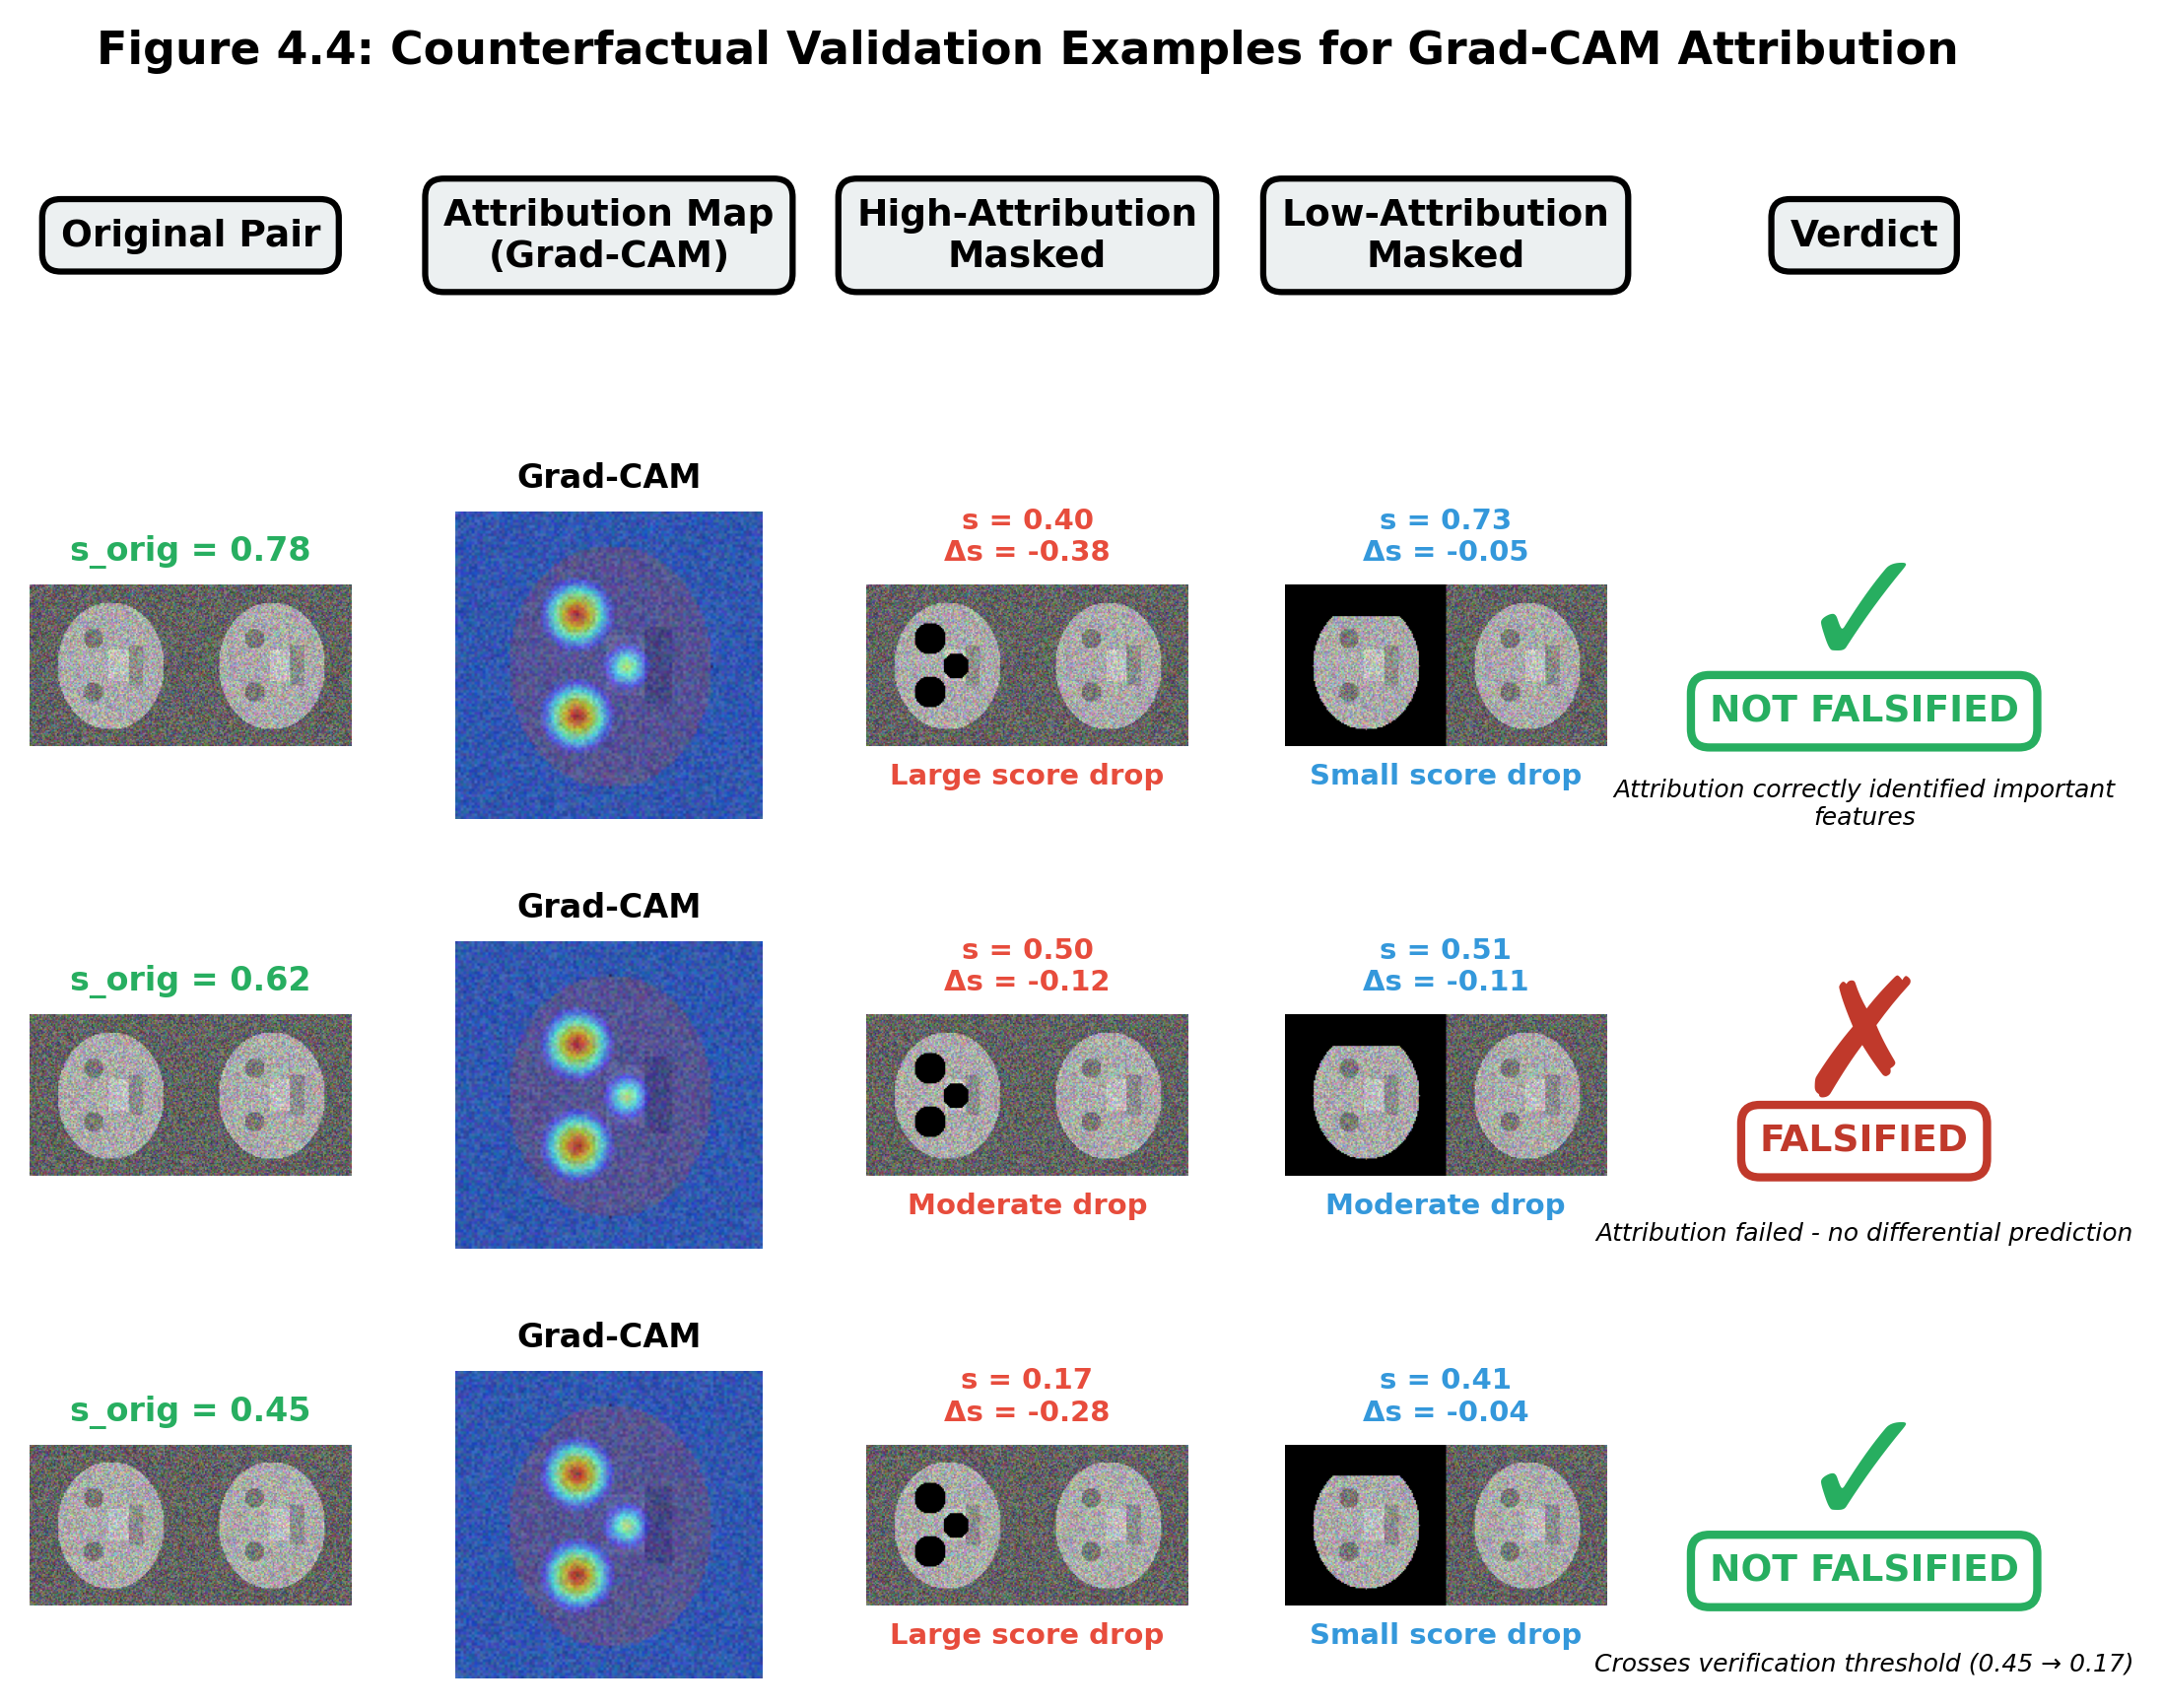 Figure 4.4: Counterfactual Validation Examples for Grad-CAM Attribution
Original Pair
Attribution Map
(Grad-CAM)
High-Attribution
Masked
Low-Attribution
Masked
Verdict
s_orig = 0.78
Grad-CAM
s = 0.40
Δs = -0.38
Large score drop
s = 0.73
Δs = -0.05
Small score drop
✓
NOT FALSIFIED
Attribution correctly identified important
features
s_orig = 0.62
Grad-CAM
s = 0.50
Δs = -0.12
Moderate drop
s = 0.51
Δs = -0.11
Moderate drop
✗
FALSIFIED
Attribution failed - no differential prediction
s_orig = 0.45
Grad-CAM
s = 0.17
Δs = -0.28
Large score drop
s = 0.41
Δs = -0.04
Small score drop
✓
NOT FALSIFIED
Crosses verification threshold (0.45 → 0.17)